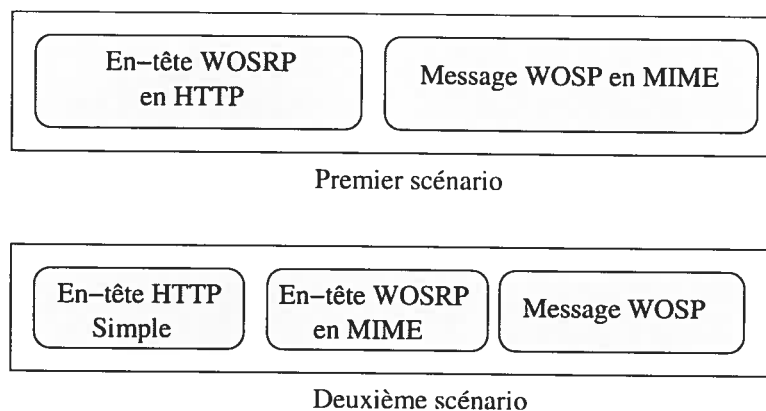 En–tête WOSRP
en HTTP
Message WOSP en MIME
Premier scénario
En–tête HTTP
Simple
En–tête WOSRP
en MIME
Message WOSP
Deuxième scénario